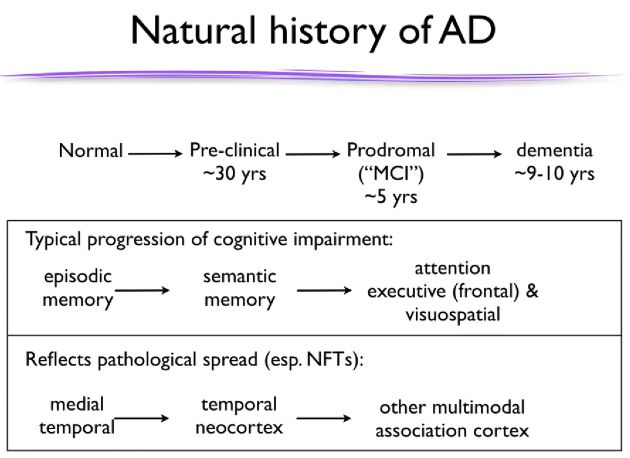 Natural history of AD
Normal → Pre-clinical → Prodromal → dementia
~30 yrs ("MCI") ~9-10 yrs
~5 yrs
Typical progression of cognitive impairment:
episodic memory → semantic memory → attention executive (frontal) & visuospatial
Reflects pathological spread (esp. NFTs):
medial temporal → temporal neocortex → other multimodal association cortex